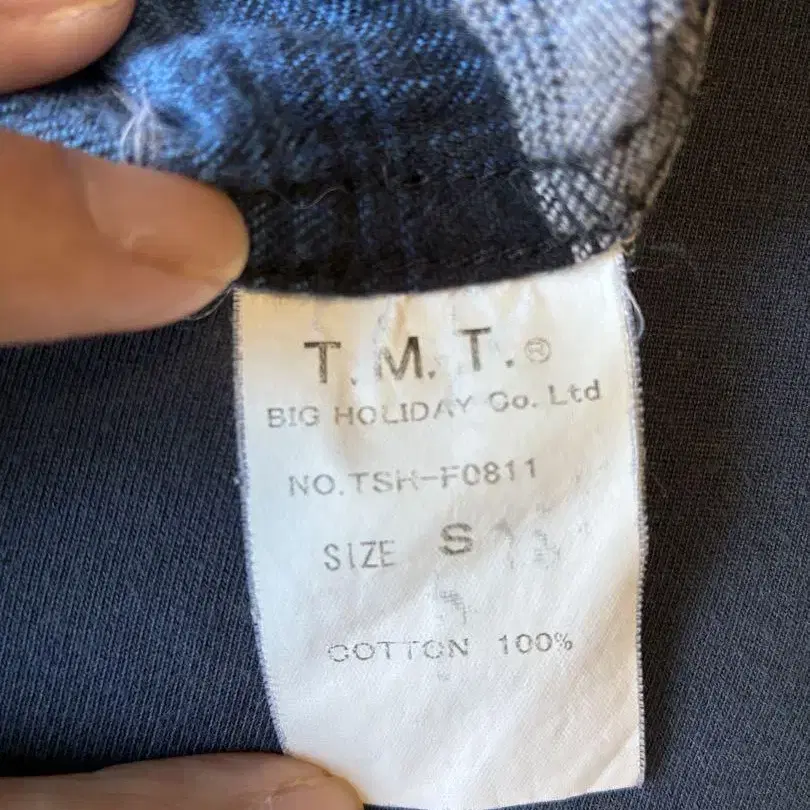 T.M.T.®
BIG HOLIDAY Co. Ltd
NO.TSH-F0811
SIZE S
COTTON 100%